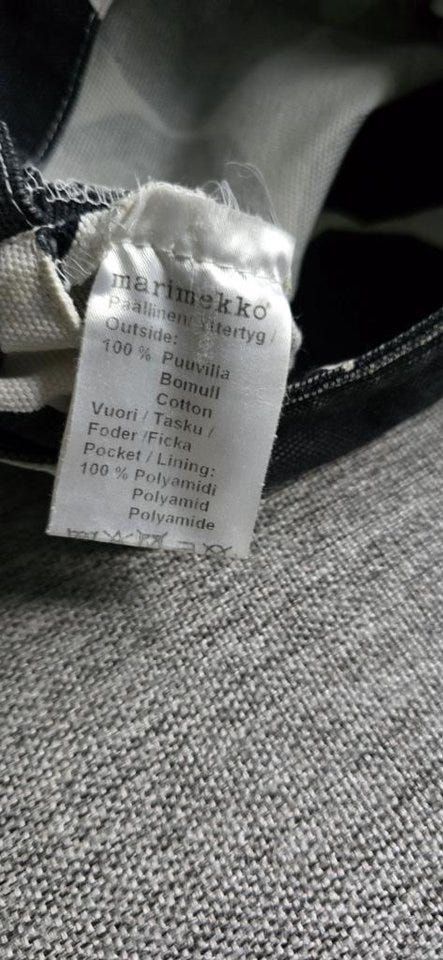 marimekko®
Päällinen / Yttertyg /
Outside:
100 % Puuvilla
Bomull
Cotton
Vuori / Tasku /
Foder /Ficka
Pocket / Lining:
100 % Polyamidi
Polyamid
Polyamide